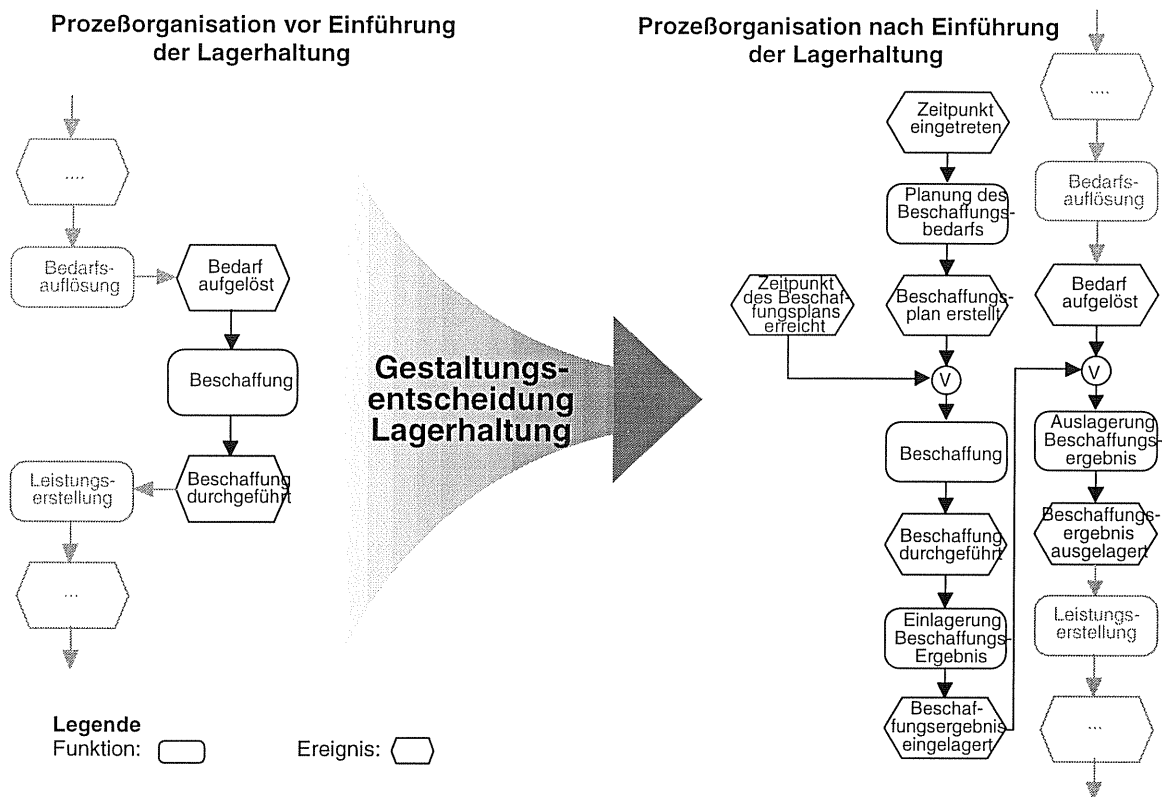 Prozeßorganisation vor Einführung
der Lagerhaltung
....
Bedarfs-
auflösung
Bedarf
aufgelöst
Beschaffung
Beschaffung
durchgeführt
Leistungs-
erstellung
...
Gestaltungs-
entscheidung
Lagerhaltung
Prozeßorganisation nach Einführung
der Lagerhaltung
Zeitpunkt
eingetreten
Planung des
Beschaffungs-
bedarfs
Zeitpunkt
des Beschaf-
fungsplans
erreicht
Beschaffungs-
plan erstellt
V
Beschaffung
Beschaffung
durchgeführt
Einlagerung
Beschaffungs-
Ergebnis
Beschaf-
fungsergebnis
eingelagert
....
Bedarfs-
auflösung
Bedarf
aufgelöst
V
Auslagerung
Beschaffungs-
ergebnis
Beschaffungs-
ergebnis
ausgelagert
Leistungs-
erstellung
...
Legende
Funktion:
Ereignis: